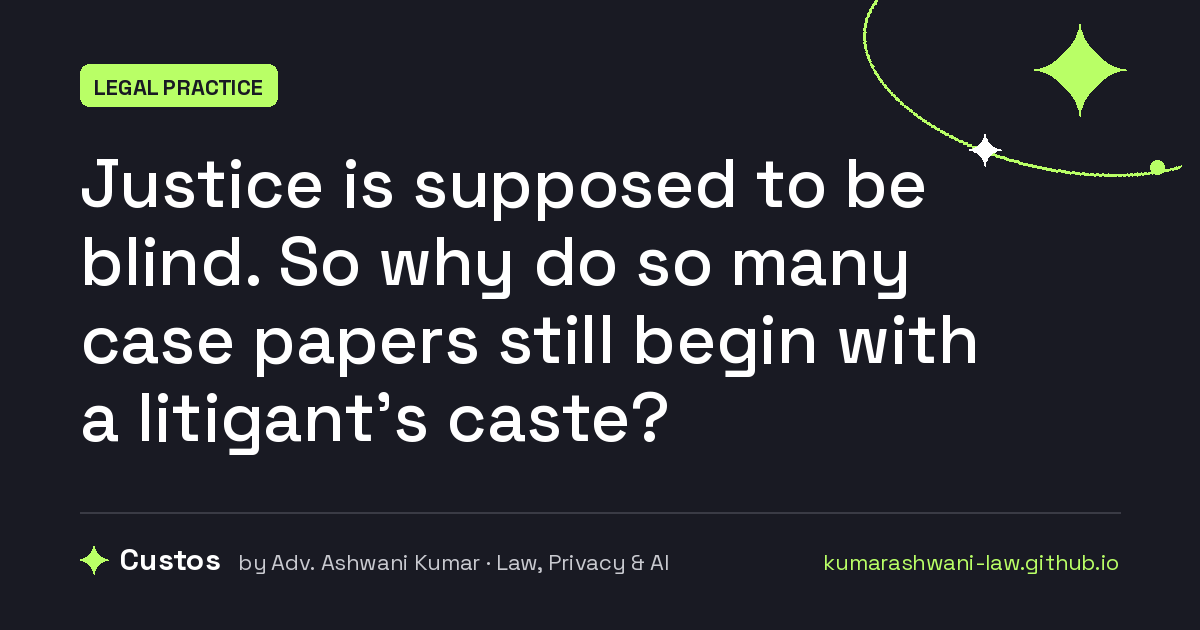 LEGAL PRACTICE
Justice is supposed to be
blind. So why do so many
case papers still begin with
a litigant’s caste?
Custos by Adv. Ashwani Kumar · Law, Privacy & AI kumarashwani-law.github.io